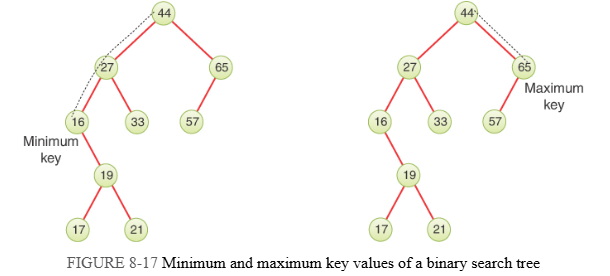 44 44
27 65 27 65
Maximum
key
16 33 57 16 33 57
Minimum
key
19 19
17 21 17 21
FIGURE 8-17 Minimum and maximum key values of a binary search tree